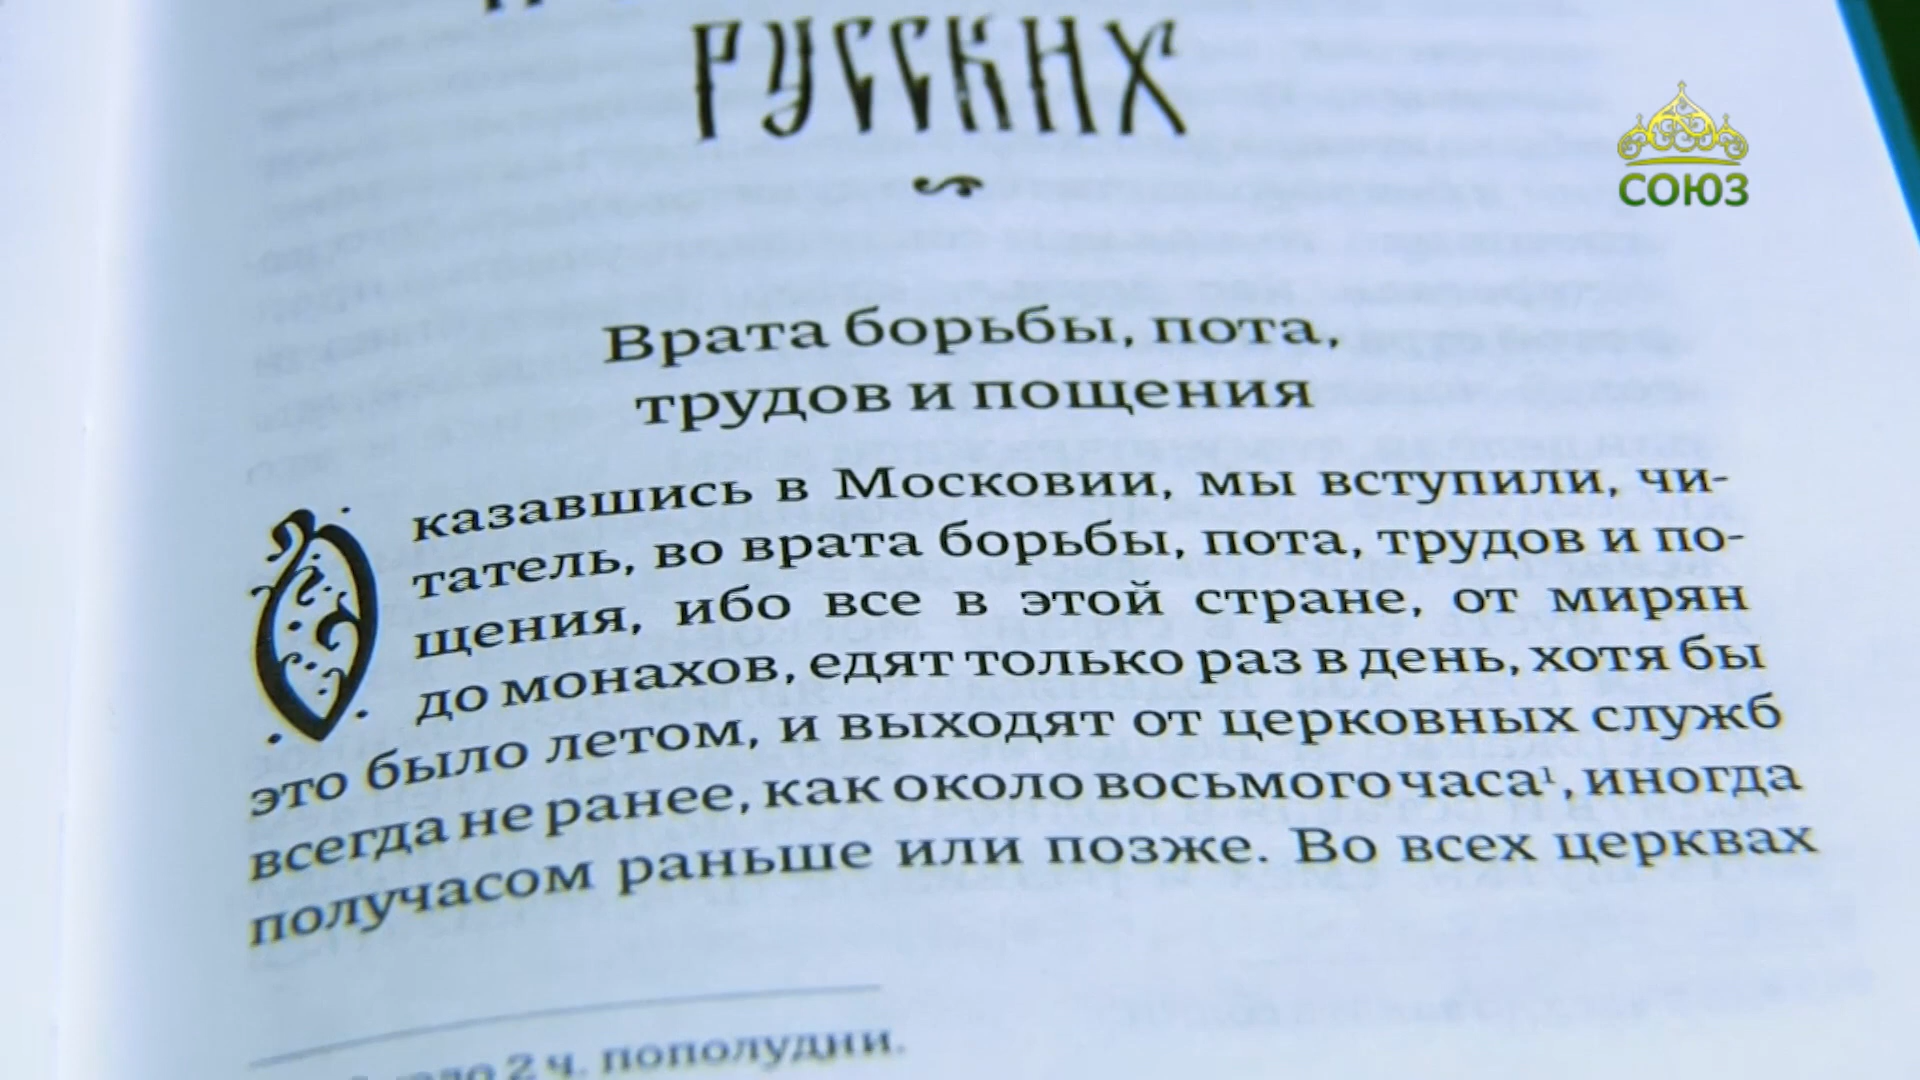 РУССКИХ
СОЮЗ
Врата борьбы, пота,
трудов и пощения
Оказавшись в Московии, мы вступили, чи-
татель, во врата борьбы, пота, трудов и по-
щения, ибо все в этой стране, от мирян
до монахов, едят только раз в день, хотя бы
это было летом, и выходят от церковных служб
всегда не ранее, как около восьмого часа¹, иногда
получасом раньше или позже. Во всех церквах
2 ч. пополудни.